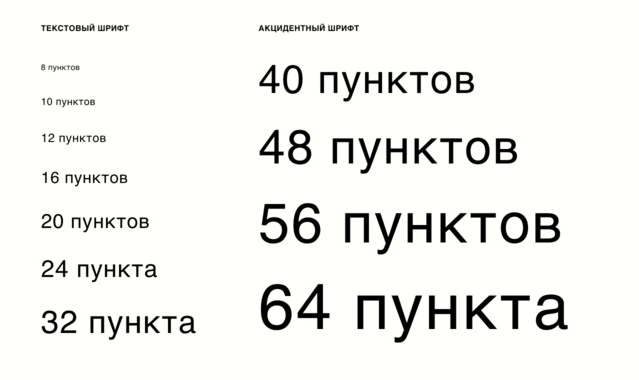 ТЕКСТОВЫЙ ШРИФТ
8 пунктов
10 пунктов
12 пунктов
16 пунктов
20 пунктов
24 пункта
32 пункта
АКЦИДЕНТНЫЙ ШРИФТ
40 пунктов
48 пунктов
56 пунктов
64 пункта